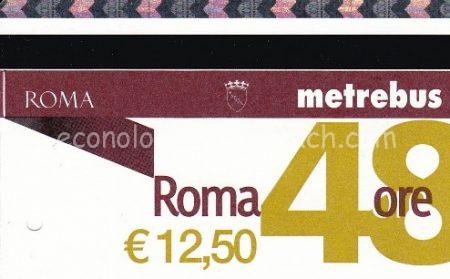 ROMA metrebus
Roma 48 ore
€ 12,50